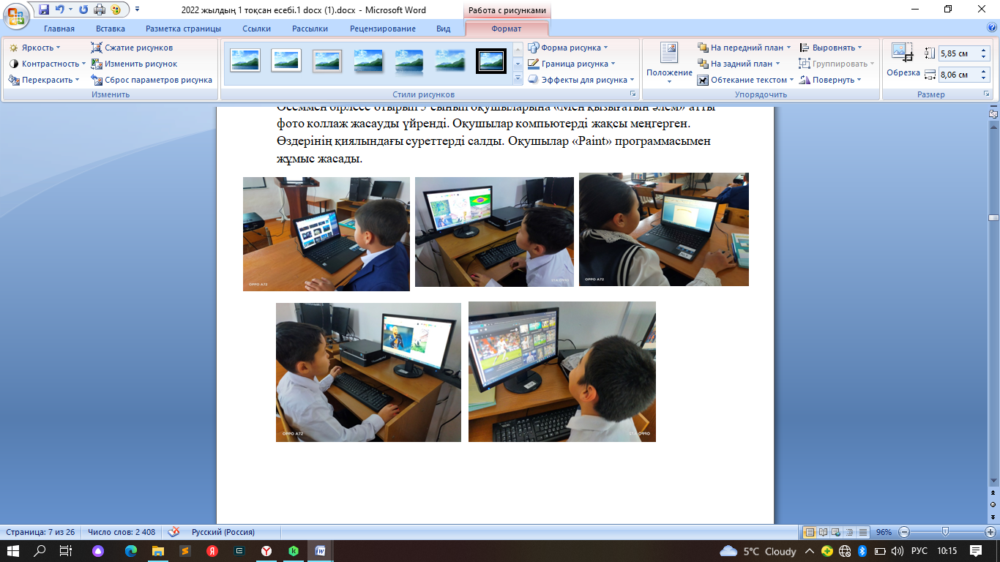 2022 жылдың 1 тоқсан есебі.1 docx (1).docx - Microsoft Word
Работа с рисунками
Главная Вставка Разметка страницы Ссылки Рассылки Рецензирование Вид Формат
Яркость Сжатие рисунков Форма рисунка На передний план Выровнять 5,85 см
Контрастность Изменить рисунок Граница рисунка Положение На задний план Группировать Обрезка 8,06 см
Перекрасить Сброс параметров рисунка Эффекты для рисунка Обтекание текстом Повернуть
Изменить Стили рисунков Упорядочить Размер
Әсеммен бірлесе отырып 5 сынып оқушыларына «Мен қызығатын әлем» атты
фото коллаж жасауды үйренді. Оқушылар компьютерді жақсы меңгерген.
Өздерінің қиялындағы суреттерді салды. Оқушылар «Paint» программасымен
жұмыс жасады.
OPPO A72 OPPO A72 OPPO A72
OPPO A72 OPPO A72
Страница: 7 из 26 Число слов: 2 408 Русский (Россия) 96%
5°C Cloudy РУС 10:15